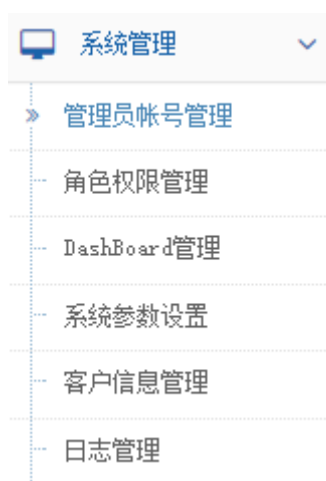 系统管理
管理员帐号管理
角色权限管理
DashBoard管理
系统参数设置
客户信息管理
日志管理